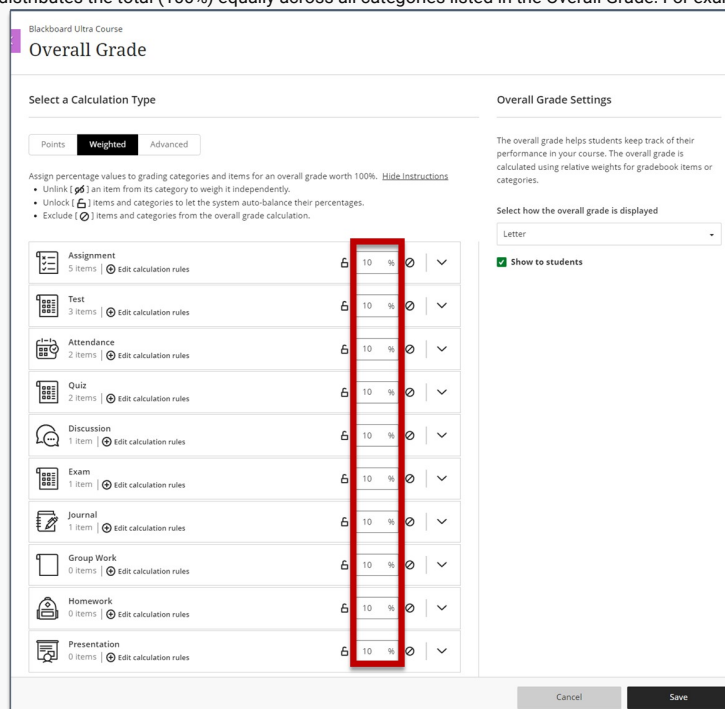 distributes the total (100%) equally across all categories listed in the Overall Grade. For exam
Blackboard Ultra Course
Overall Grade
Select a Calculation Type
Points Weighted Advanced
Assign percentage values to grading categories and items for an overall grade worth 100%. Hide Instructions
• Unlink [ ] an item from its category to weigh it independently.
• Unlock [ ] items and categories to let the system auto-balance their percentages.
• Exclude [ ] items and categories from the overall grade calculation.
Assignment
5 items | Edit calculation rules
10 %
Test
3 items | Edit calculation rules
10 %
Attendance
2 items | Edit calculation rules
10 %
Quiz
2 items | Edit calculation rules
10 %
Discussion
1 item | Edit calculation rules
10 %
Exam
1 item | Edit calculation rules
10 %
Journal
1 item | Edit calculation rules
10 %
Group Work
0 items | Edit calculation rules
10 %
Homework
0 items | Edit calculation rules
10 %
Presentation
0 items | Edit calculation rules
10 %
Overall Grade Settings
The overall grade helps students keep track of their
performance in your course. The overall grade is
calculated using relative weights for gradebook items or
categories.
Select how the overall grade is displayed
Letter
Show to students
Cancel Save